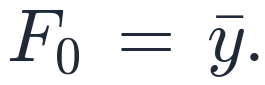 F₀ = ȳ.